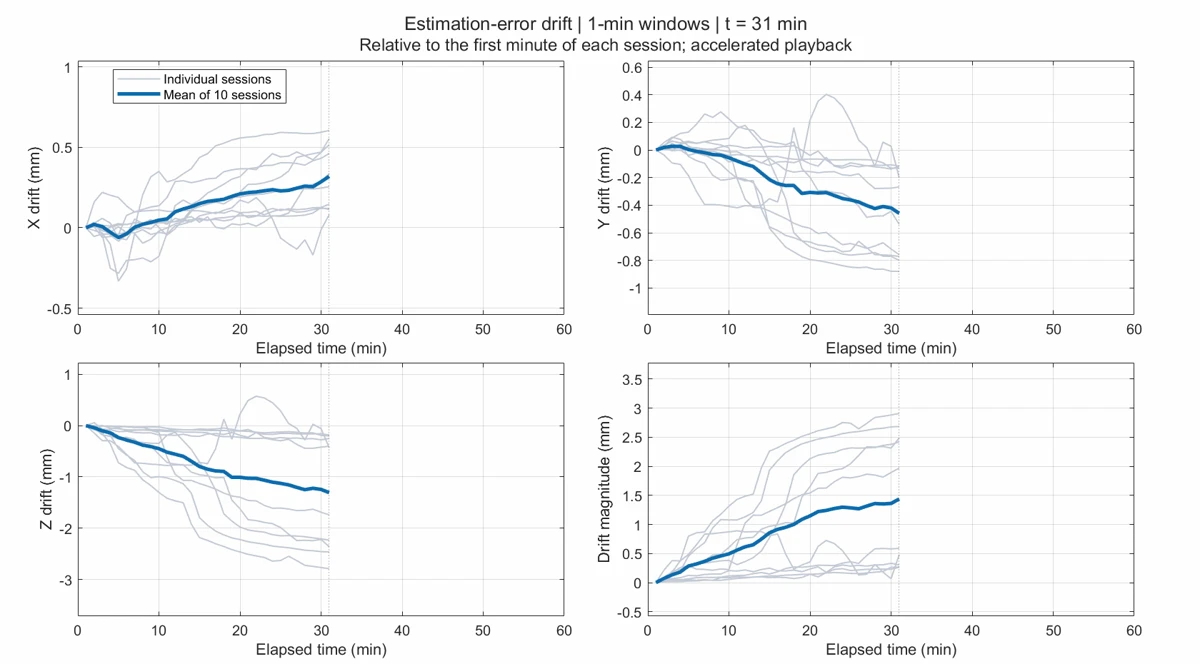 Estimation-error drift | 1-min windows | t = 31 min
Relative to the first minute of each session; accelerated playback
1
0.5
0
-0.5
X drift (mm)
Individual sessions
Mean of 10 sessions
0 10 20 30 40 50 60
Elapsed time (min)
0.6
0.4
0.2
0
-0.2
-0.4
-0.6
-0.8
-1
Y drift (mm)
0 10 20 30 40 50 60
Elapsed time (min)
1
0
-1
-2
-3
Z drift (mm)
0 10 20 30 40 50 60
Elapsed time (min)
3.5
3
2.5
2
1.5
1
0.5
0
-0.5
Drift magnitude (mm)
0 10 20 30 40 50 60
Elapsed time (min)